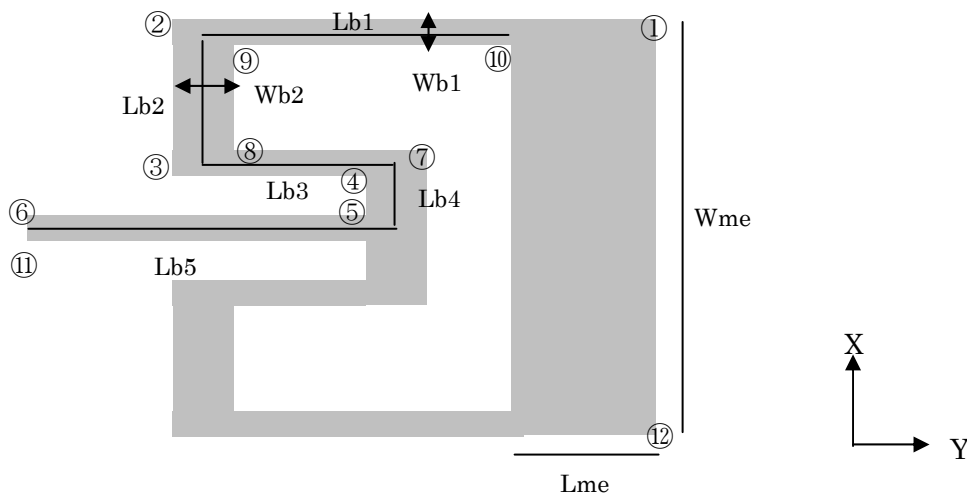 ② Lb1 ①
⑨ ⑩
Lb2 Wb2 Wb1
③ ⑧ ⑦
④
Lb3 Lb4
⑥ ⑤ Wme
⑪ Lb5
X
⑫ Y
Lme